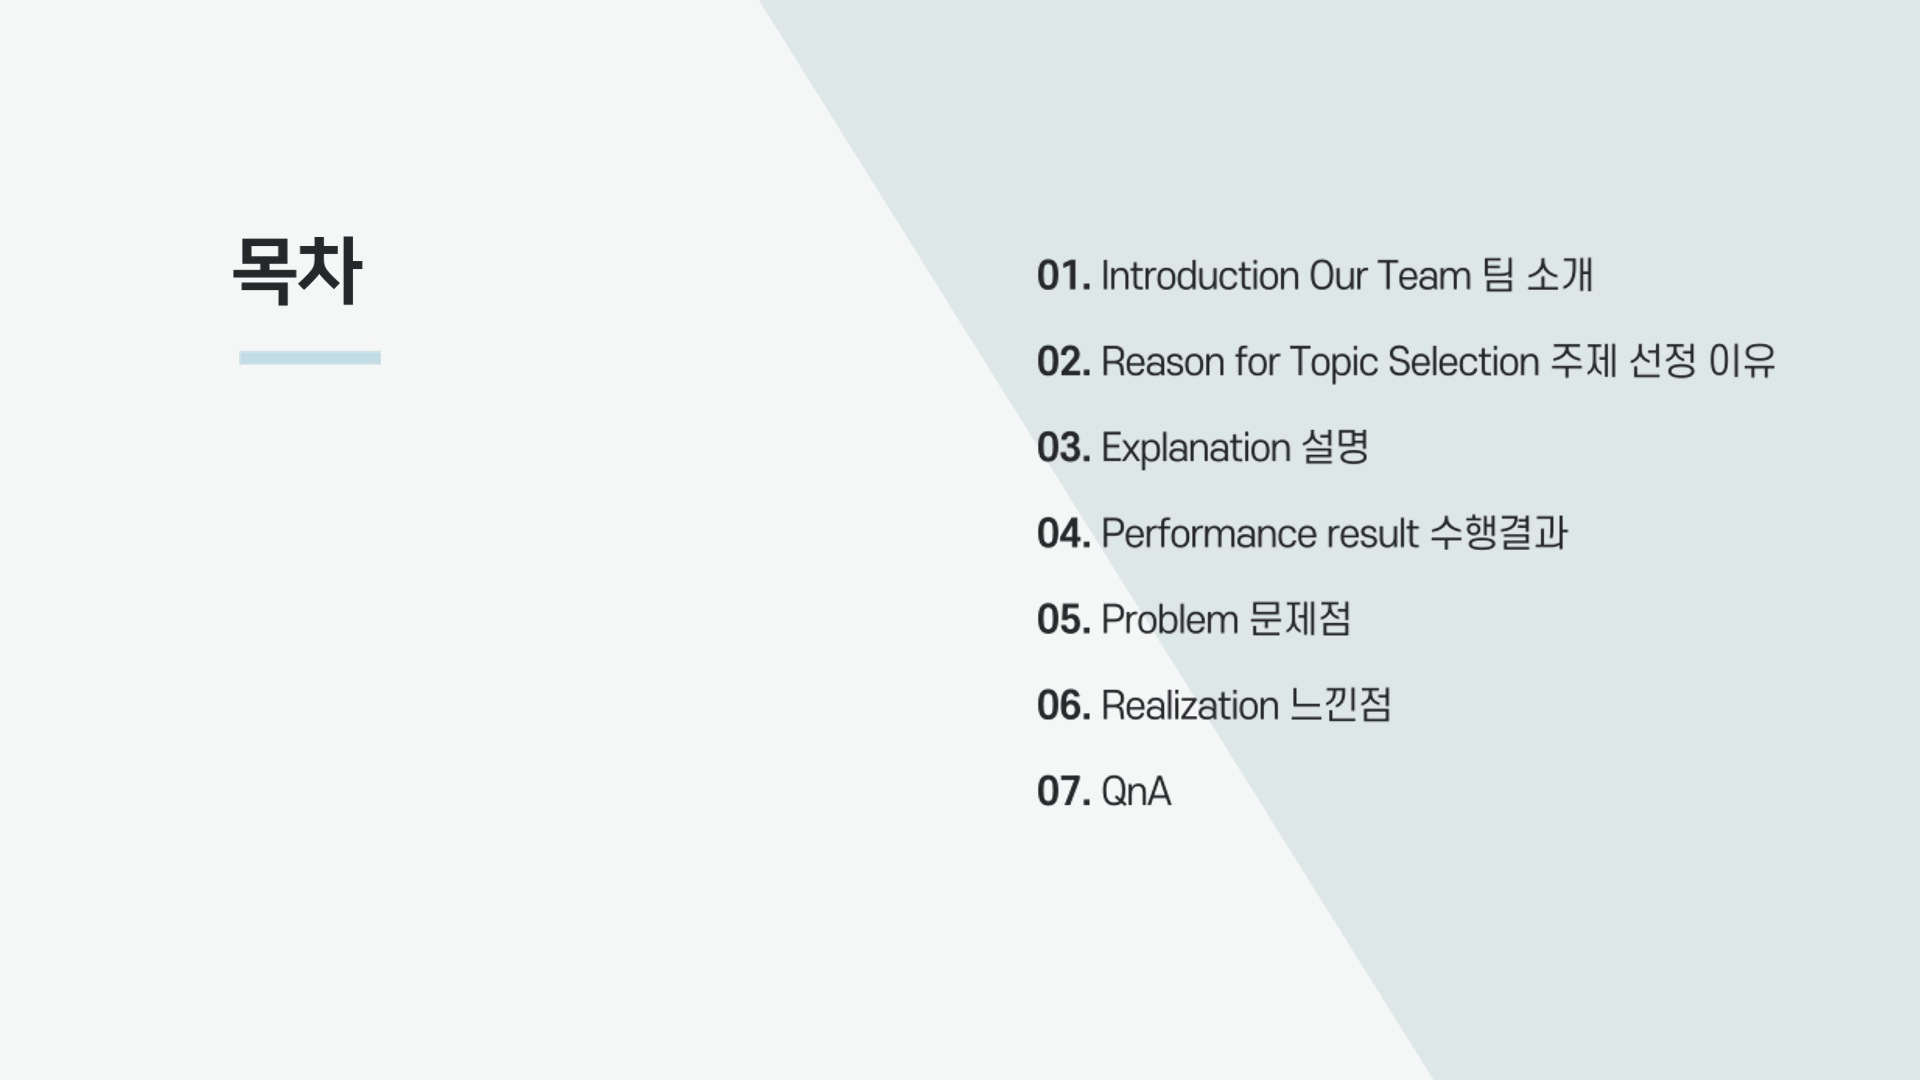 목차
01. Introduction Our Team 팀 소개
02. Reason for Topic Selection 주제 선정 이유
03. Explanation 설명
04. Performance result 수행결과
05. Problem 문제점
06. Realization 느낀점
07. QnA